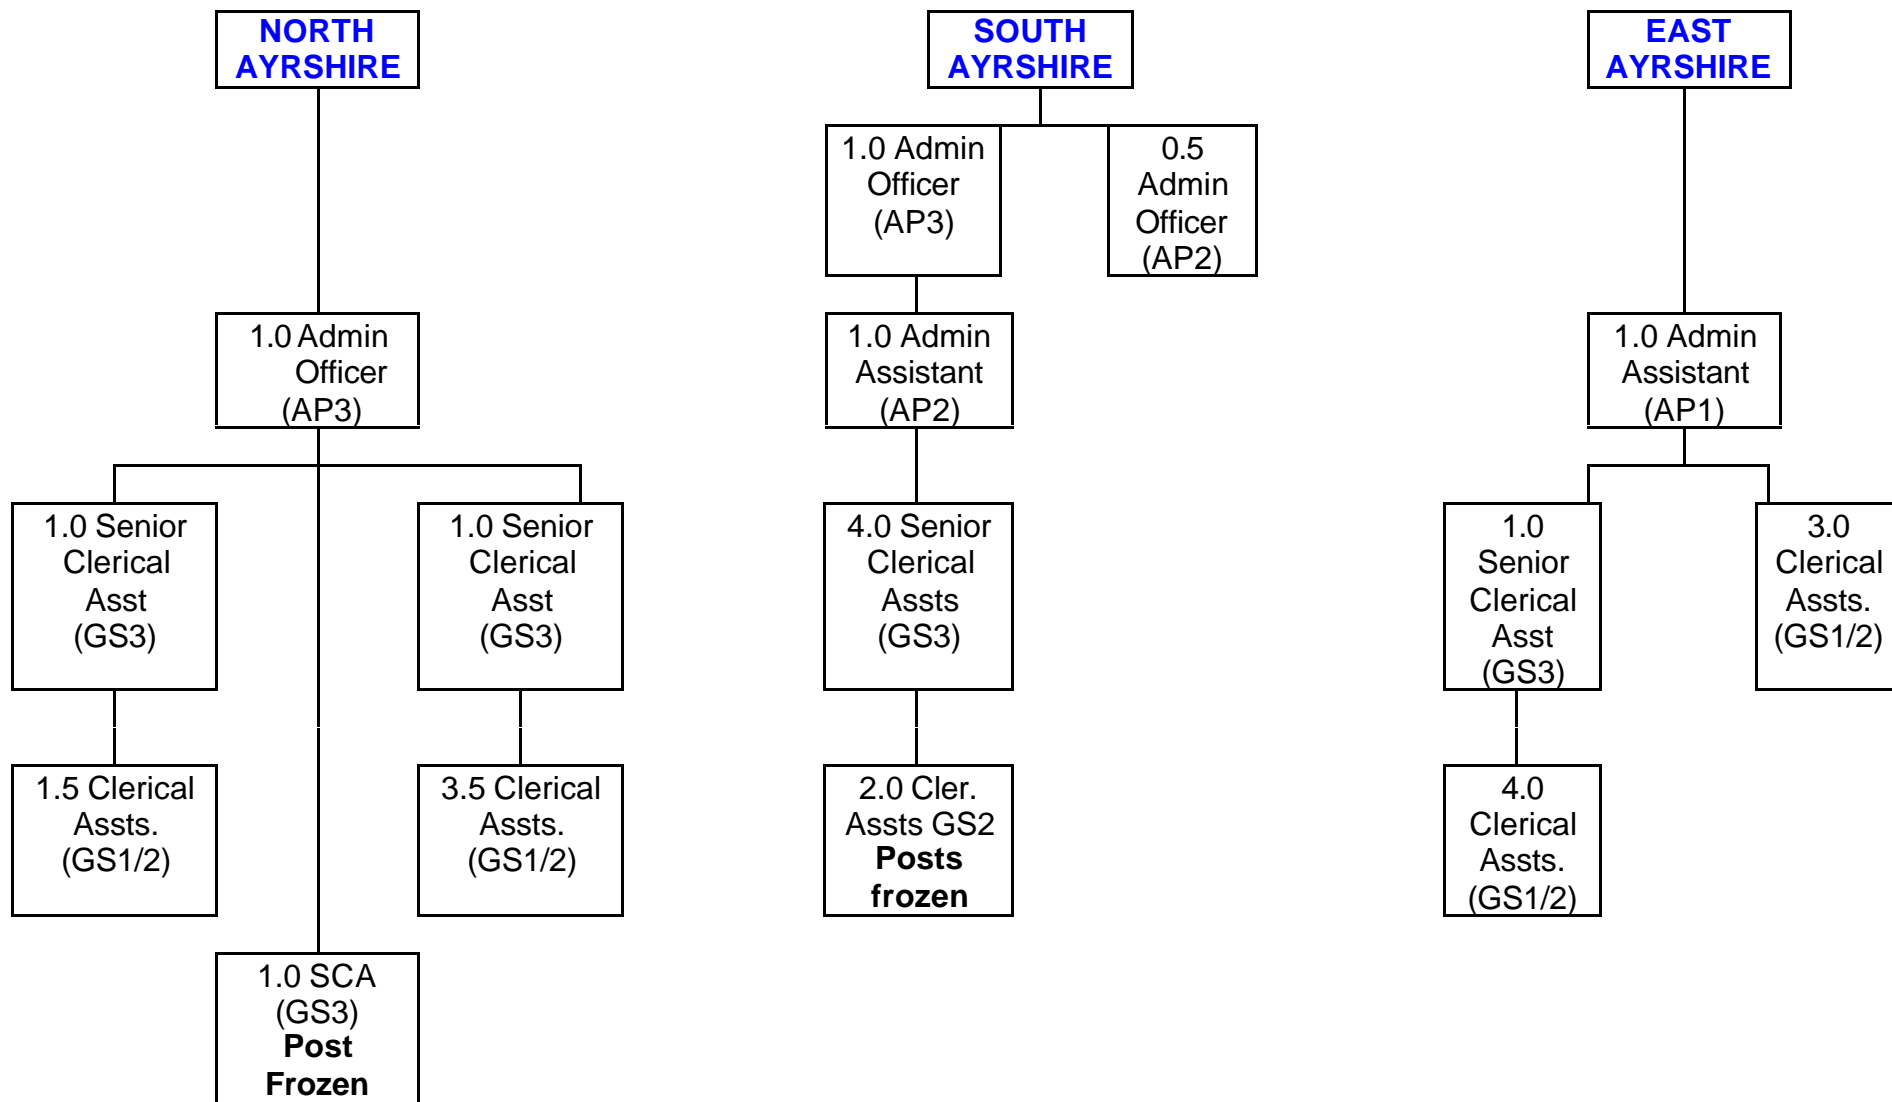 NORTH
AYRSHIRE
SOUTH
AYRSHIRE
EAST
AYRSHIRE
1.0 Admin
Officer
(AP3)
0.5
Admin
Officer
(AP2)
1.0 Admin
Officer
(AP3)
1.0 Admin
Assistant
(AP2)
1.0 Admin
Assistant
(AP1)
1.0 Senior
Clerical
Asst
(GS3)
1.0 Senior
Clerical
Asst
(GS3)
4.0 Senior
Clerical
Assts
(GS3)
1.0
Senior
Clerical
Asst
(GS3)
3.0
Clerical
Assts.
(GS1/2)
1.5 Clerical
Assts.
(GS1/2)
3.5 Clerical
Assts.
(GS1/2)
2.0 Cler.
Assts GS2
Posts
frozen
4.0
Clerical
Assts.
(GS1/2)
1.0 SCA
(GS3)
Post
Frozen